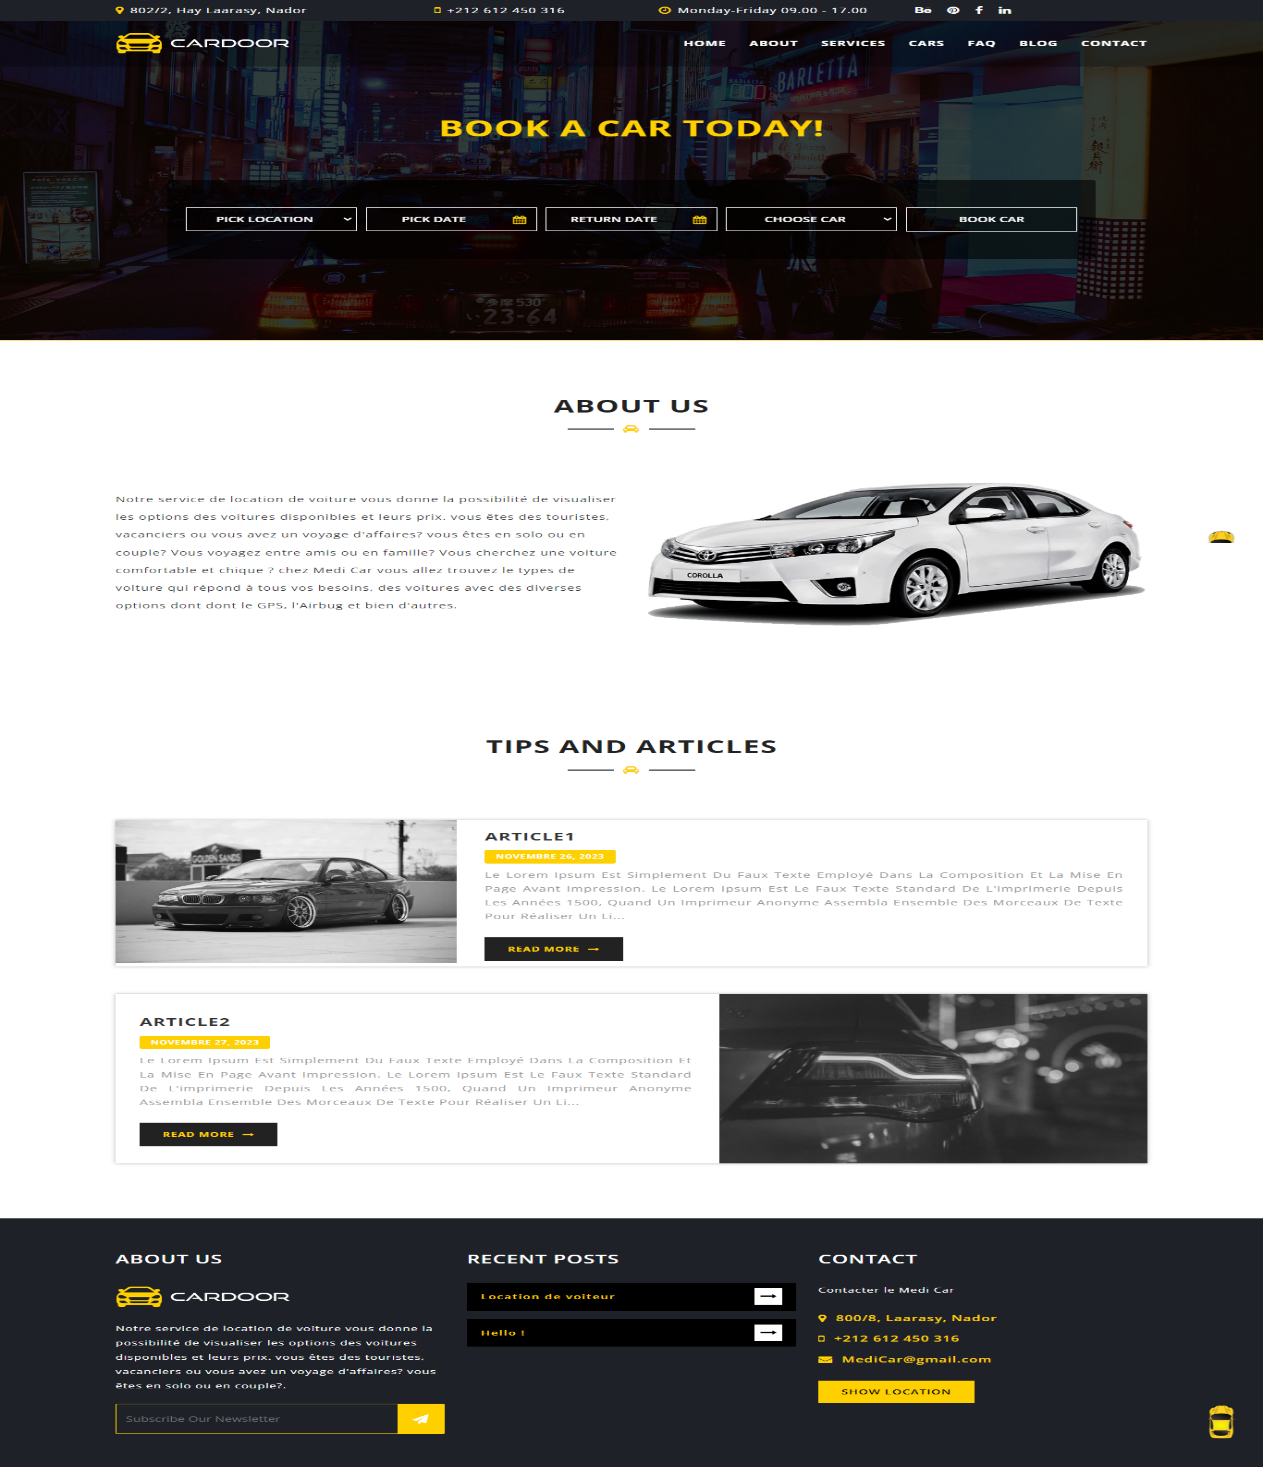 802/2, Hay Laarasy, Nador
+212 612 450 316
Monday-Friday 09.00 - 17.00
CARDOOR
HOME ABOUT SERVICES CARS FAQ BLOG CONTACT
BARLETTA
BOOK A CAR TODAY!
PICK LOCATION
PICK DATE
RETURN DATE
CHOOSE CAR
BOOK CAR
23-64
ABOUT US
Notre service de location de voiture vous donne la possibilité de visualiser
les options des voitures disponibles et leurs prix. vous êtes des touristes.
vacanciers ou vous avez un voyage d'affaires? vous êtes en solo ou en
couple? Vous voyagez entre amis ou en famille? Vous cherchez une voiture
comfortable et chique ? chez Medi Car vous allez trouvez le types de
voiture qui répond à tous vos besoins. des voitures avec des diverses
options dont dont le GPS, l'Airbug et bien d'autres.
COROLLA
TIPS AND ARTICLES
GOLDEN SANDS
ARTICLE1
NOVEMBRE 26, 2023
Le Lorem Ipsum Est Simplement Du Faux Texte Employé Dans La Composition Et La Mise En
Page Avant Impression. Le Lorem Ipsum Est Le Faux Texte Standard De L'imprimerie Depuis
Les Années 1500, Quand Un Imprimeur Anonyme Assembla Ensemble Des Morceaux De Texte
Pour Réaliser Un Li...
READ MORE
ARTICLE2
NOVEMBRE 27, 2023
Le Lorem Ipsum Est Simplement Du Faux Texte Employé Dans La Composition Et
La Mise En Page Avant Impression. Le Lorem Ipsum Est Le Faux Texte Standard
De L'imprimerie Depuis Les Années 1500, Quand Un Imprimeur Anonyme
Assembla Ensemble Des Morceaux De Texte Pour Réaliser Un Li...
READ MORE
ABOUT US
CARDOOR
Notre service de location de voiture vous donne la
possibilité de visualiser les options des voitures
disponibles et leurs prix. vous êtes des touristes.
vacanciers ou vous avez un voyage d'affaires? vous
êtes en solo ou en couple?.
Subscribe Our Newsletter
RECENT POSTS
Location de voiteur
Hello !
CONTACT
Contacter le Medi Car
800/8, Laarasy, Nador
+212 612 450 316
MediCar@gmail.com
SHOW LOCATION